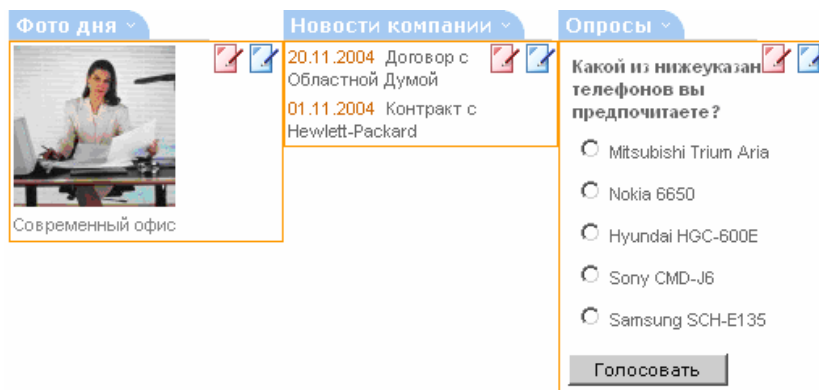 Фото дня
Современный офис
Новости компании
20.11.2004 Договор с
Областной Думой
01.11.2004 Контракт с
Hewlett-Packard
Опросы
Какой из нижеуказан
телефонов вы
предпочитаете?
Mitsubishi Trium Aria
Nokia 6650
Hyundai HGC-600E
Sony CMD-J6
Samsung SCH-E135
Голосовать